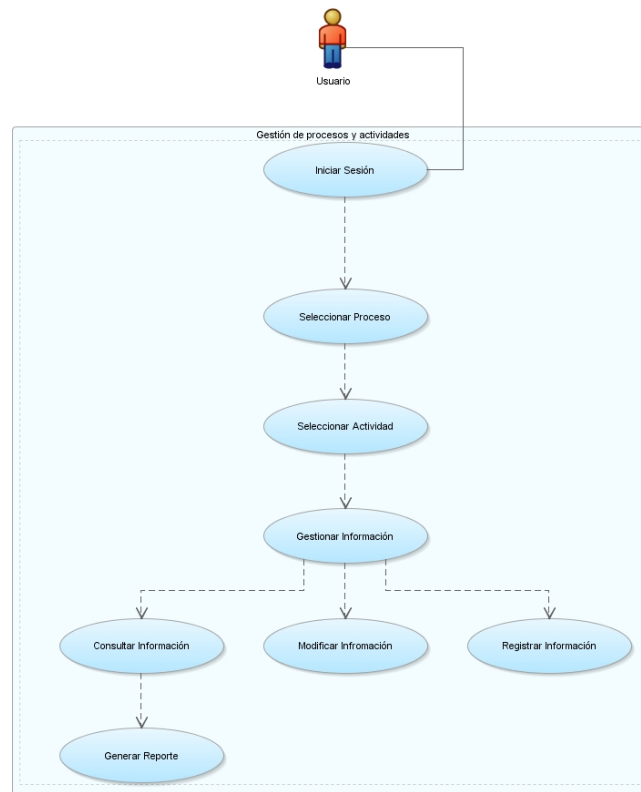 Usuario
Gestión de procesos y actividades
Iniciar Sesión
Seleccionar Proceso
Seleccionar Actividad
Gestionar Información
Consultar Información
Modificar Infromación
Registrar Información
Generar Reporte